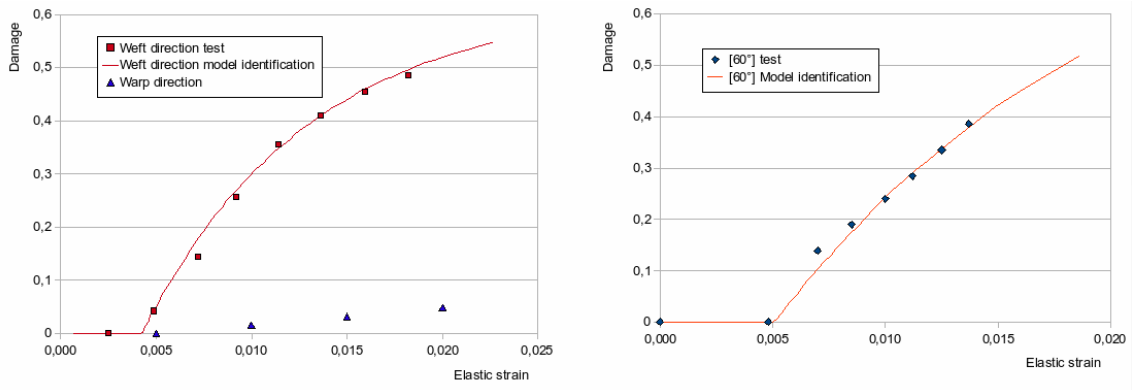 Damage
0,6
0,5
0,4
0,3
0,2
0,1
0
Weft direction test
Weft direction model identification
Warp direction
0,000 0,005 0,010 0,015 0,020 0,025
Elastic strain
Damage
0,6
0,5
0,4
0,3
0,2
0,1
0
[60°] test
[60°] Model identification
0,000 0,005 0,010 0,015 0,020
Elastic strain